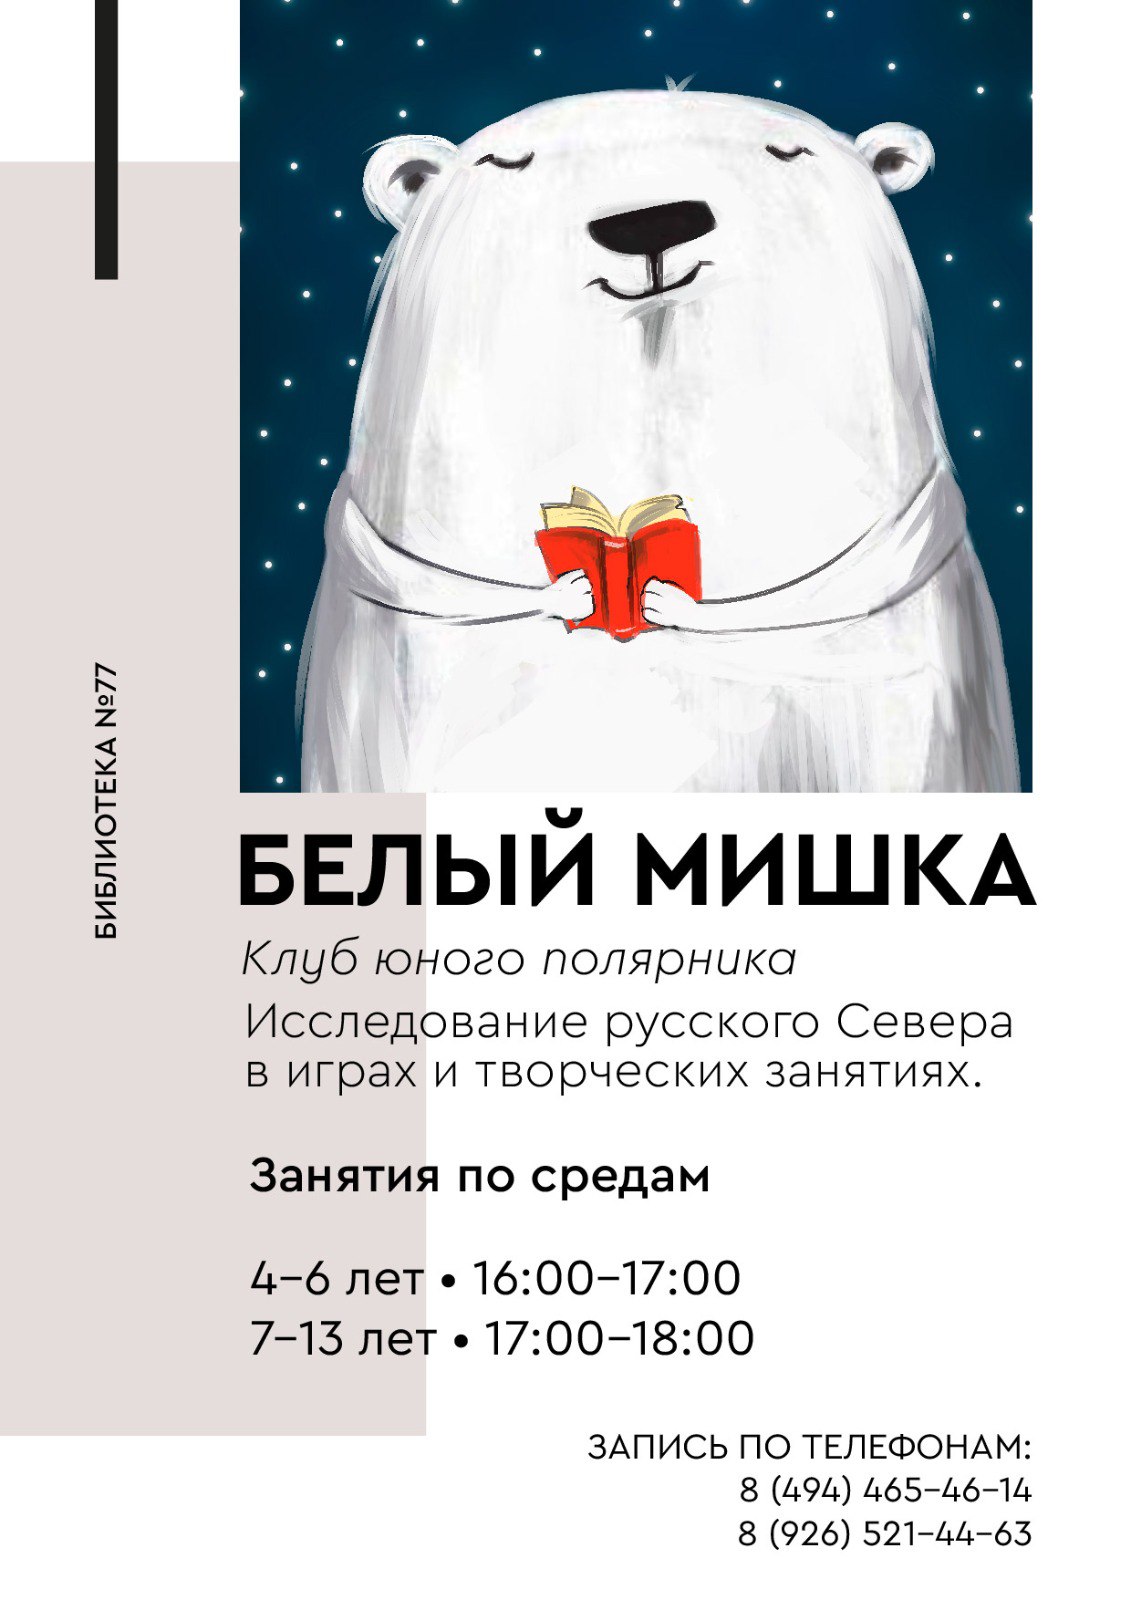 БИБЛИОТЕКА №77
БЕЛЫЙ МИШКА
Клуб юного полярника
Исследование русского Севера
в играх и творческих занятиях.
Занятия по средам
4–6 лет • 16:00–17:00
7–13 лет • 17:00–18:00
ЗАПИСЬ ПО ТЕЛЕФОНАМ:
8 (494) 465–46–14
8 (926) 521–44–63